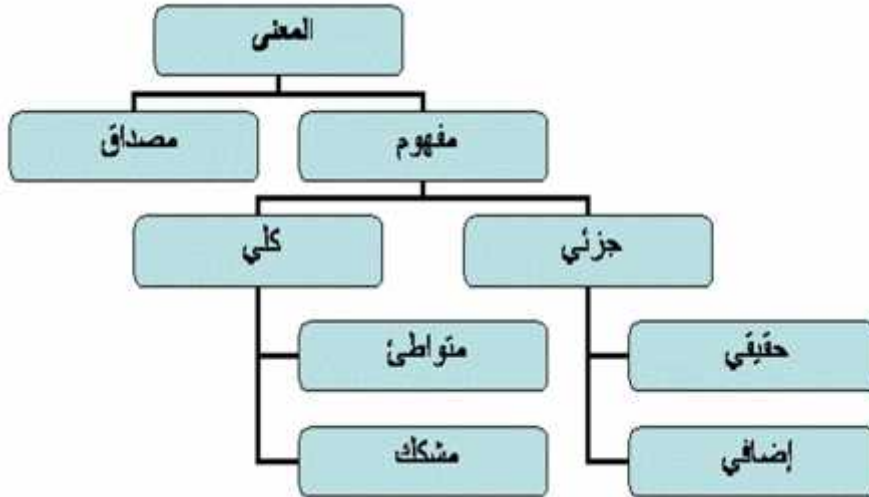 المعنى
مفهوم
مصداق
جزئي
كلي
حقيقي
متواطئ
إضافي
مشكك